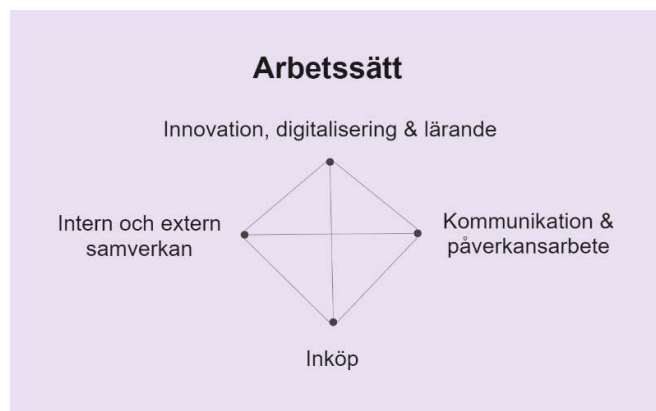 Arbetssätt
Innovation, digitalisering & lärande
Intern och extern
samverkan
Kommunikation &
påverkansarbete
Inköp